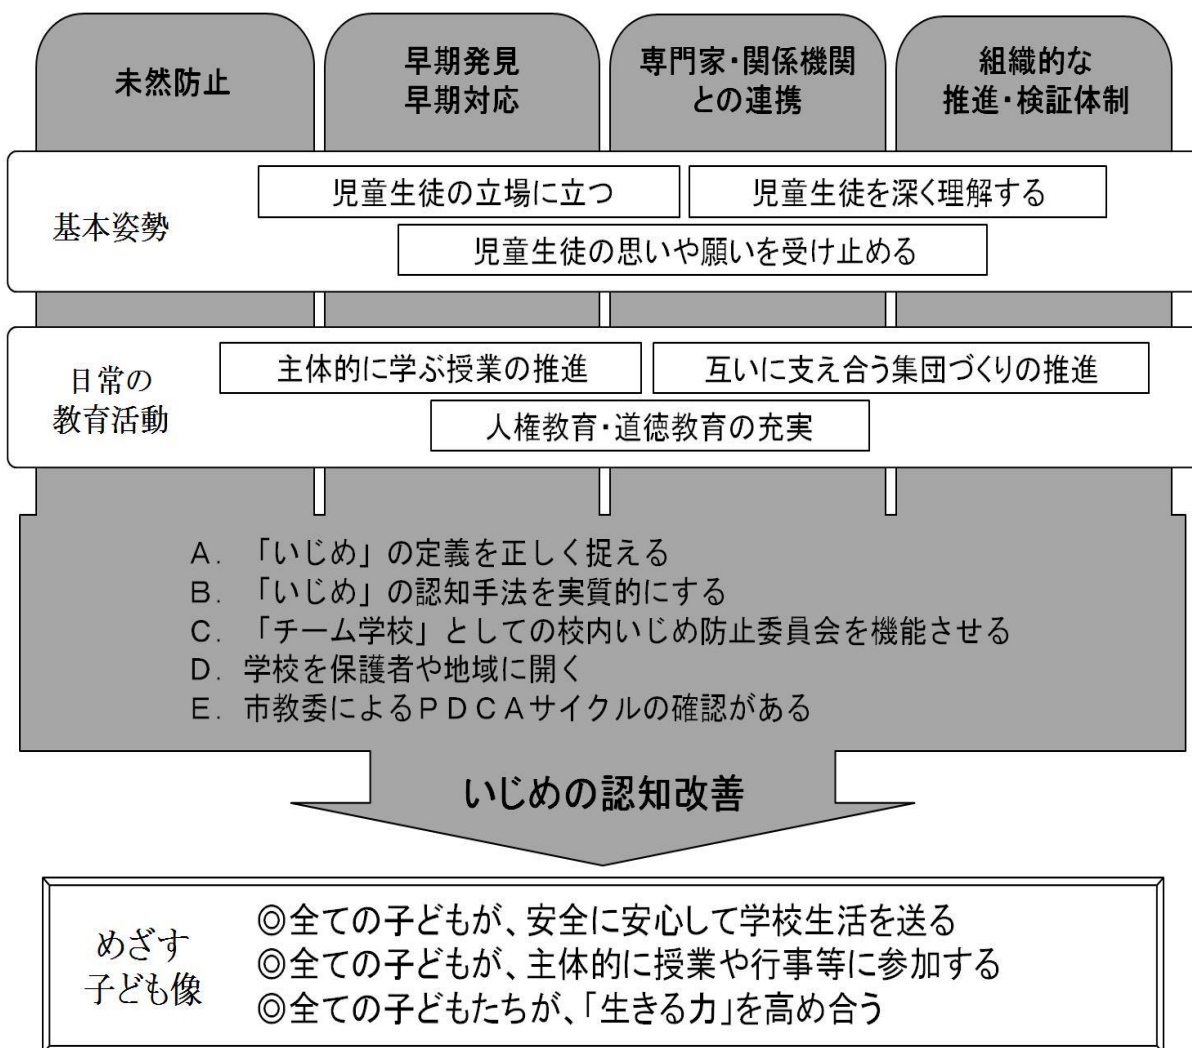 未然防止
早期発見
早期対応
専門家・関係機関
との連携
組織的な
推進・検証体制
基本姿勢
児童生徒の立場に立つ
児童生徒を深く理解する
児童生徒の思いや願いを受け止める
日常の
教育活動
主体的に学ぶ授業の推進
互いに支え合う集団づくりの推進
人権教育・道徳教育の充実
A．「いじめ」の定義を正しく捉える
B．「いじめ」の認知手法を実質的にする
C．「チーム学校」としての校内いじめ防止委員会を機能させる
D．学校を保護者や地域に開く
E．市教委によるＰＤＣＡサイクルの確認がある
いじめの認知改善
めざす
子ども像
◎全ての子どもが、安全に安心して学校生活を送る
◎全ての子どもが、主体的に授業や行事等に参加する
◎全ての子どもたちが、「生きる力」を高め合う